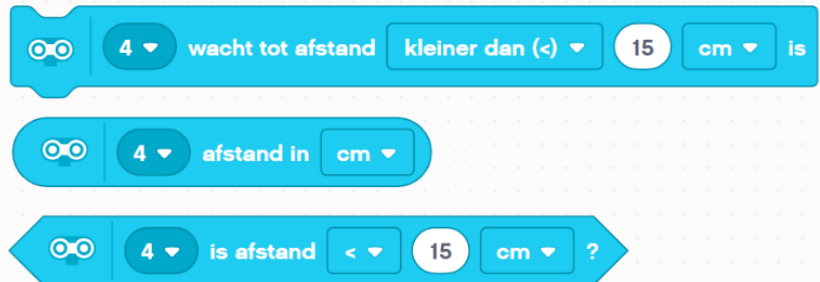 4 wacht tot afstand kleiner dan (<) 15 cm is
4 afstand in cm
4 is afstand < 15 cm ?